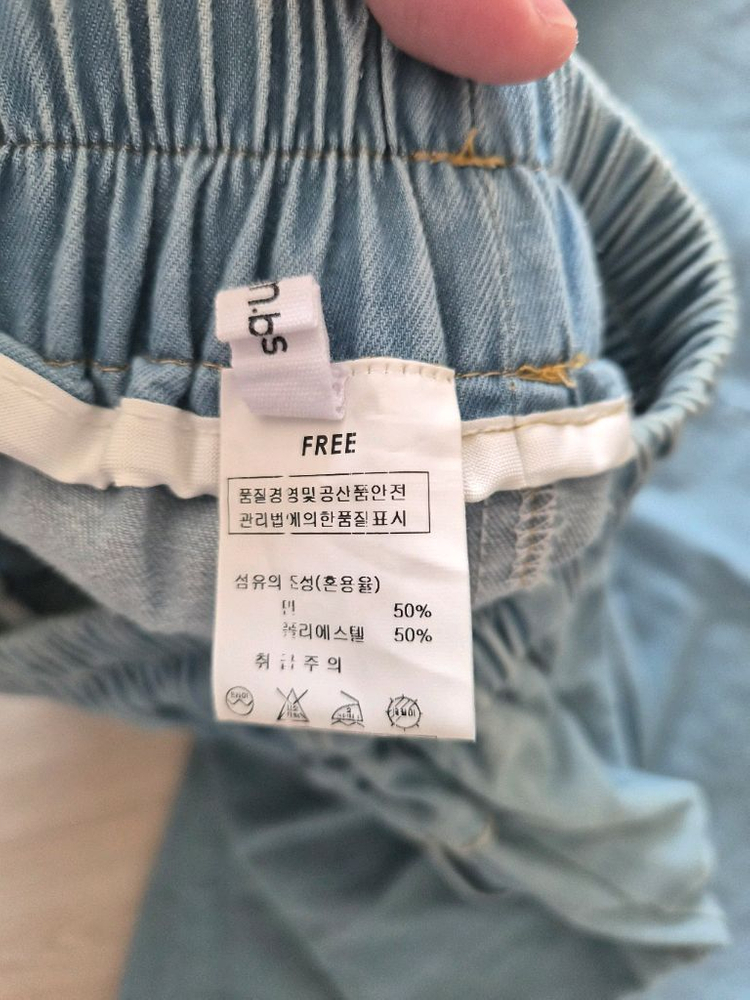 FREE
품질경영및공산품안전
관리법에의한품질표시
섬유의 조성(혼용율)
면 50%
폴리에스텔 50%
취급주의